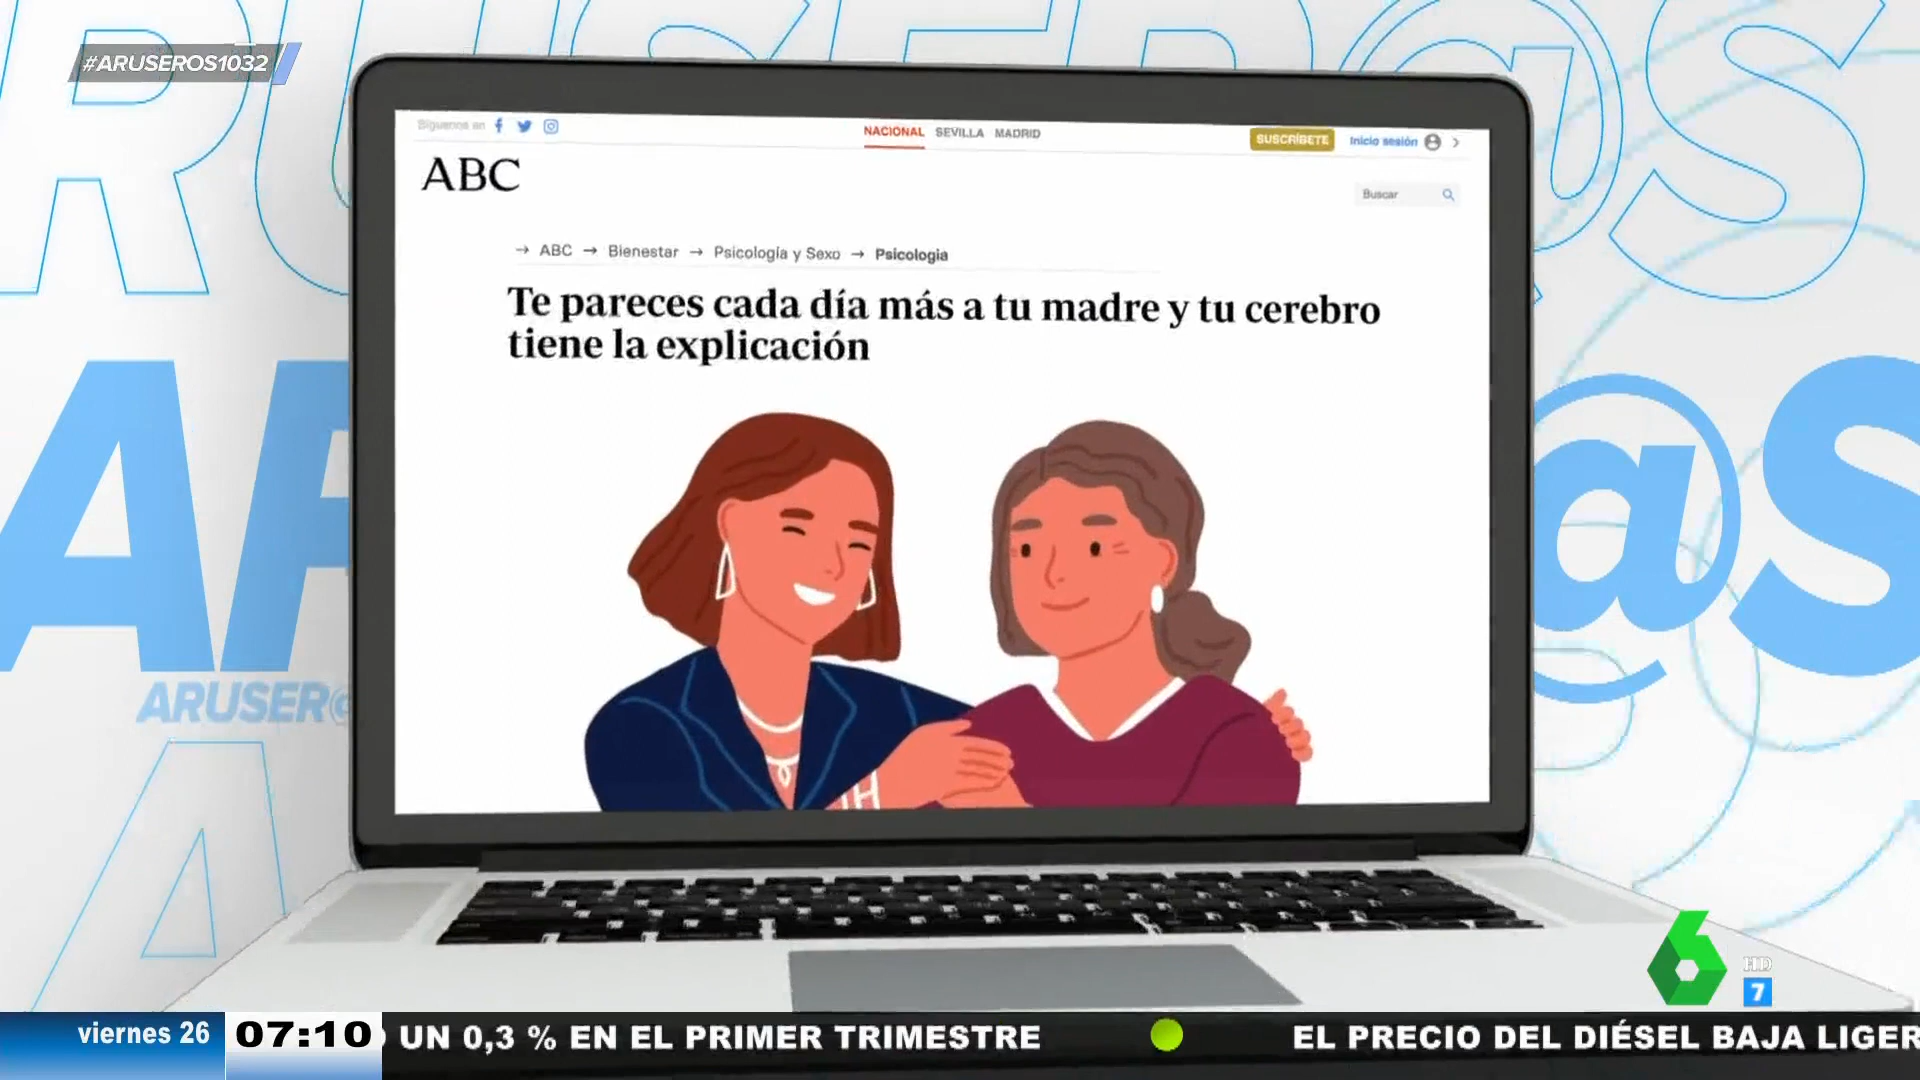 #ARUSEROS1032
Síguenos en
NACIONAL SEVILLA MADRID
SUSCRÍBETE
Inicio sesión
ABC
Buscar
→ ABC → Bienestar → Psicología y Sexo → Psicologia
Te pareces cada día más a tu madre y tu cerebro
tiene la explicación
ARUSER@
@S
HD
7
viernes 26
07:10
UN 0,3 % EN EL PRIMER TRIMESTRE
EL PRECIO DEL DIÉSEL BAJA LIGER